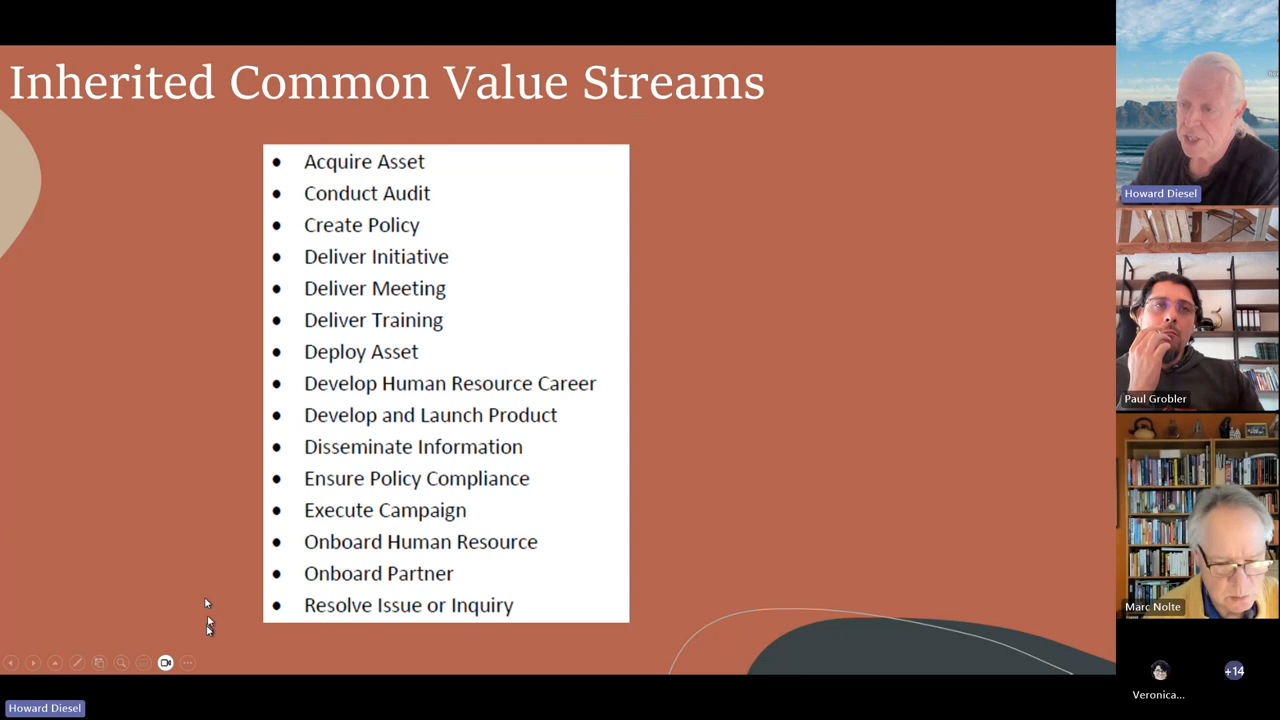 Inherited Common Value Streams
• Acquire Asset
• Conduct Audit
• Create Policy
• Deliver Initiative
• Deliver Meeting
• Deliver Training
• Deploy Asset
• Develop Human Resource Career
• Develop and Launch Product
• Disseminate Information
• Ensure Policy Compliance
• Execute Campaign
• Onboard Human Resource
• Onboard Partner
• Resolve Issue or Inquiry
Howard Diesel
Paul Grobler
Marc Nolte
Veronica...
+14
Howard Diesel